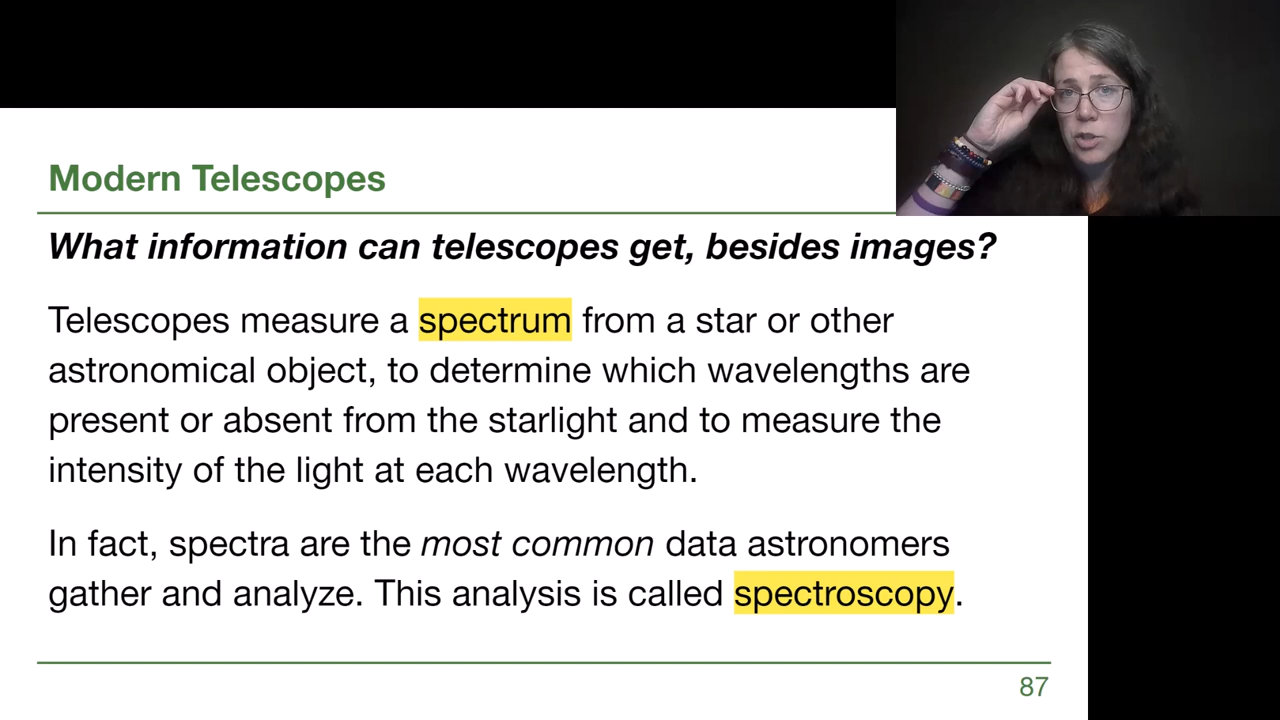 Modern Telescopes
What information can telescopes get, besides images?
Telescopes measure a spectrum from a star or other
astronomical object, to determine which wavelengths are
present or absent from the starlight and to measure the
intensity of the light at each wavelength.
In fact, spectra are the most common data astronomers
gather and analyze. This analysis is called spectroscopy.
87